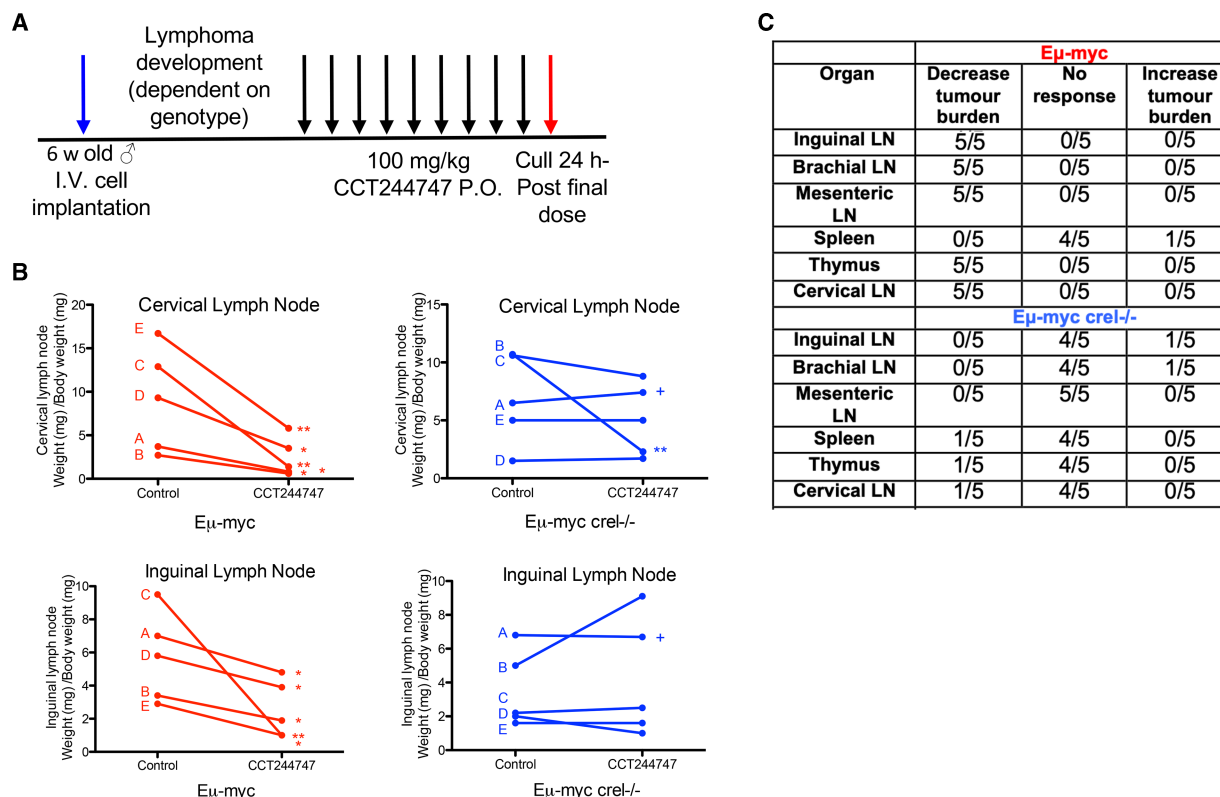 A
Lymphoma
development
(dependent on
genotype)
6 w old ♂
I.V. cell
implantation
100 mg/kg
CCT244747 P.O.
Cull 24 h-
Post final
dose
B
Cervical Lymph Node
Cervical lymph node
Weight (mg) /Body weight (mg)
20
15
10
5
0
E
C
D
A
B
**
*
** *
*
Control CCT244747
Eµ-myc
Cervical Lymph Node
Cervical lymph node
Weight (mg) /Body weight (mg)
15
10
5
0
B
C
A
E
D
+
**
Control CCT244747
Eµ-myc crel-/-
Inguinal Lymph Node
Inguinal lymph node
Weight (mg) /Body weight (mg)
10
8
6
4
2
0
C
A
D
B
E
*
*
*
**
*
Control CCT244747
Eµ-myc
Inguinal Lymph Node
Inguinal lymph node
Weight (mg) /Body weight (mg)
10
8
6
4
2
0
A
B
C
D
E
+
Control CCT244747
Eµ-myc crel-/-
C
Eµ-myc
Organ Decrease No Increase
tumour response tumour
burden burden
Inguinal LN 5/5 0/5 0/5
Brachial LN 5/5 0/5 0/5
Mesenteric 5/5 0/5 0/5
LN
Spleen 0/5 4/5 1/5
Thymus 5/5 0/5 0/5
Cervical LN 5/5 0/5 0/5
Eµ-myc crel-/-
Inguinal LN 0/5 4/5 1/5
Brachial LN 0/5 4/5 1/5
Mesenteric 0/5 5/5 0/5
LN
Spleen 1/5 4/5 0/5
Thymus 1/5 4/5 0/5
Cervical LN 1/5 4/5 0/5